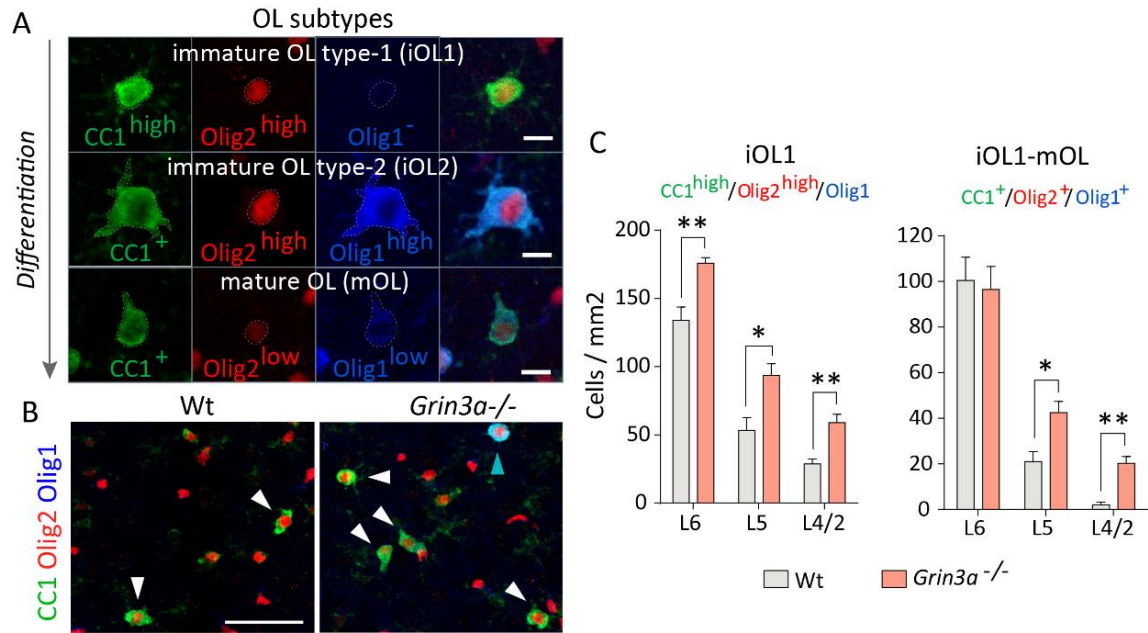 A
OL subtypes
Differentiation
immature OL type-1 (iOL1)
CC1high Olig2high Olig1-
immature OL type-2 (iOL2)
CC1+ Olig2high Olig1high
mature OL (mOL)
CC1+ Olig2low Olig1low
B
Wt Grin3a-/-
CC1 Olig2 Olig1
C
iOL1
CC1high/Olig2high/Olig1
Cells / mm2
200
150
100
50
0
** * **
L6 L5 L4/2
iOL1-mOL
CC1+/Olig2+/Olig1+
120
100
80
60
40
20
0
* **
L6 L5 L4/2
Wt Grin3a-/-